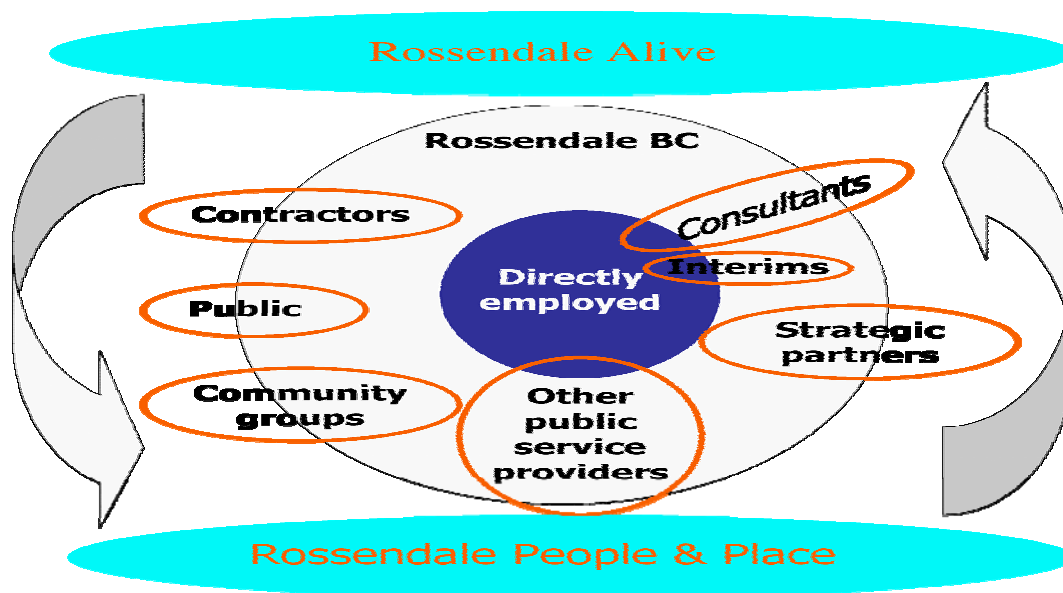 Rossendale Alive
Rossendale BC
Contractors
Consultants
Interims
Directly
employed
Public
Strategic
partners
Community
groups
Other
public
service
providers
Rossendale People & Place